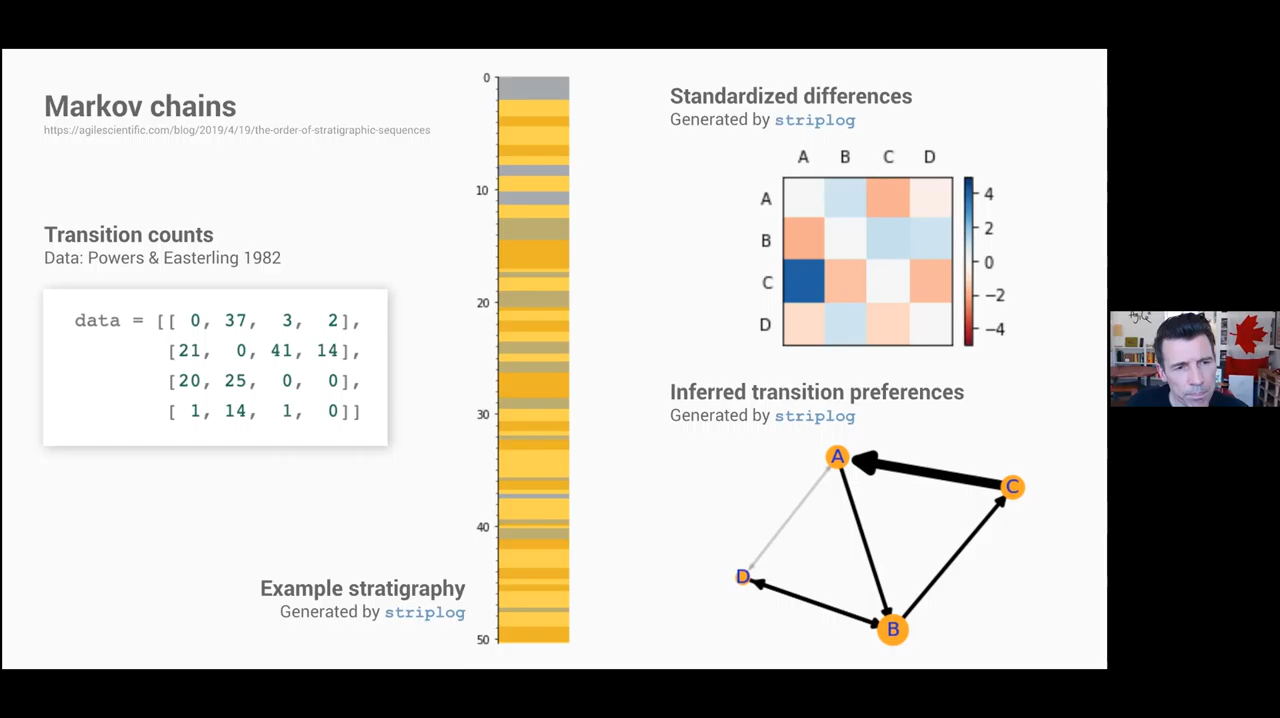 Markov chains
https://agilescientific.com/blog/2019/4/19/the-order-of-stratigraphic-sequences
Transition counts
Data: Powers & Easterling 1982
data = [[ 0, 37, 3, 2],
[21, 0, 41, 14],
[20, 25, 0, 0],
[ 1, 14, 1, 0]]
Example stratigraphy
Generated by striplog
0
10
20
30
40
50
Standardized differences
Generated by striplog
A B C D
A
B
C
D
4
2
0
−2
−4
Inferred transition preferences
Generated by striplog
A
C
D
B